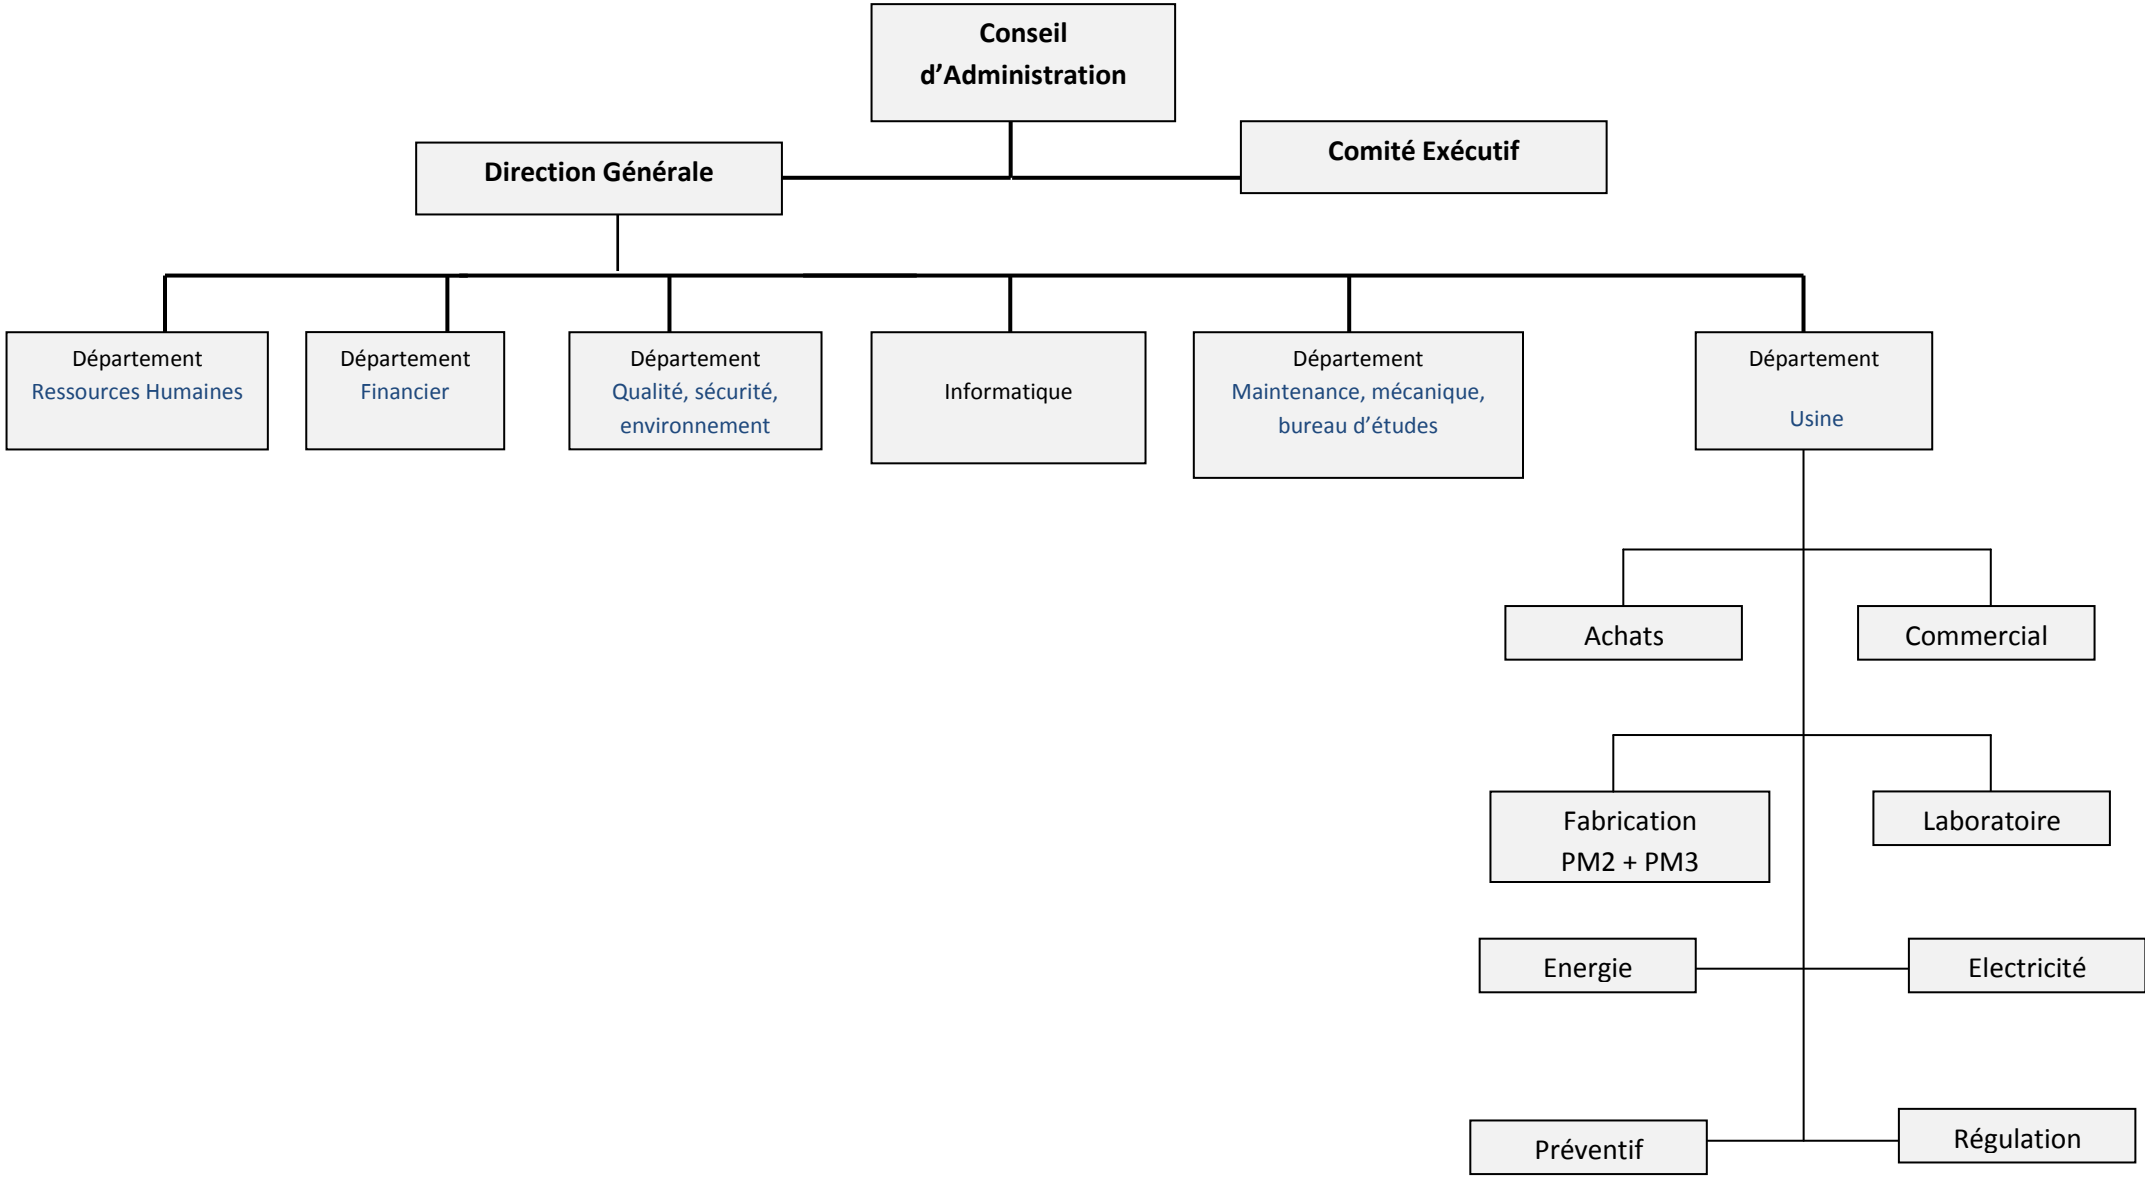 Conseil
d’Administration
Direction Générale
Comité Exécutif
Département
Ressources Humaines
Département
Financier
Département
Qualité, sécurité,
environnement
Informatique
Département
Maintenance, mécanique,
bureau d’études
Département
Usine
Achats
Commercial
Fabrication
PM2 + PM3
Laboratoire
Energie
Electricité
Préventif
Régulation